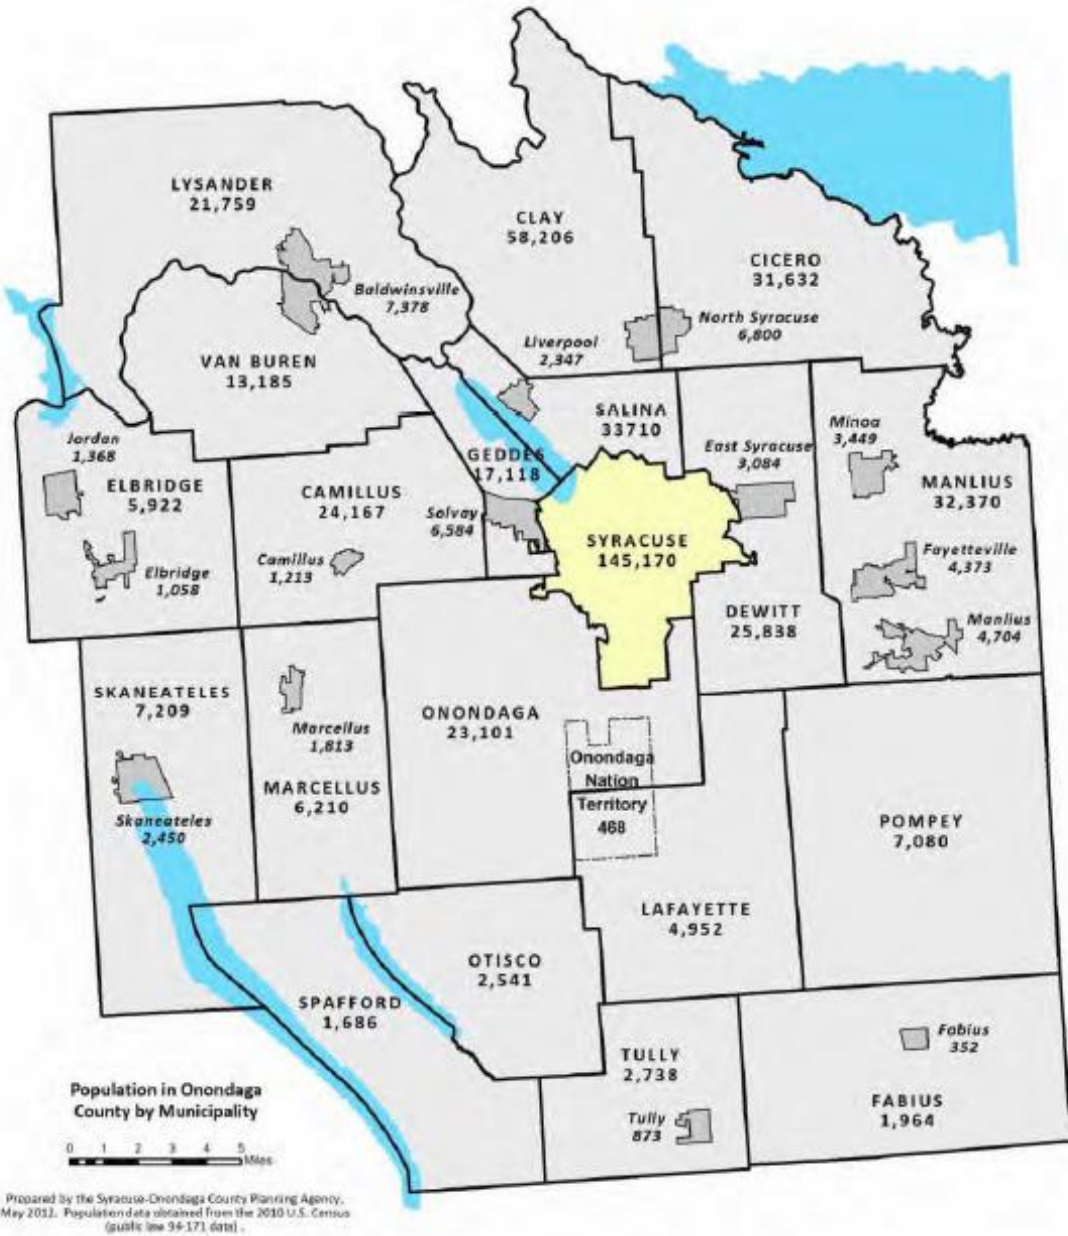 LYSANDER
21,759
CLAY
58,206
CICERO
31,632
Baldwinsville
7,378
North Syracuse
6,800
Liverpool
2,347
VAN BUREN
13,185
SALINA
33710
Jordan
1,368
ELBRIDGE
5,922
GEDDES
17,118
East Syracuse
3,084
Minoa
3,449
MANLIUS
32,370
CAMILLUS
24,167
Solvay
6,584
SYRACUSE
145,170
Camillus
1,213
Elbridge
1,058
Fayetteville
4,373
DEWITT
25,838
Manlius
4,704
SKANEATELES
7,209
Marcellus
1,813
ONONDAGA
23,101
Onondaga
Nation
Territory
468
MARCELLUS
6,210
Skaneateles
2,450
POMPEY
7,080
LAFAYETTE
4,952
OTISCO
2,541
SPAFFORD
1,686
TULLY
2,738
Fabius
352
Tully
873
FABIUS
1,964
Population in Onondaga
County by Municipality
0 1 2 3 4 5
Miles
Prepared by the Syracuse-Onondaga County Planning Agency,
May 2012. Population data obtained from the 2010 U.S. Census
(public law 94-171 data) .